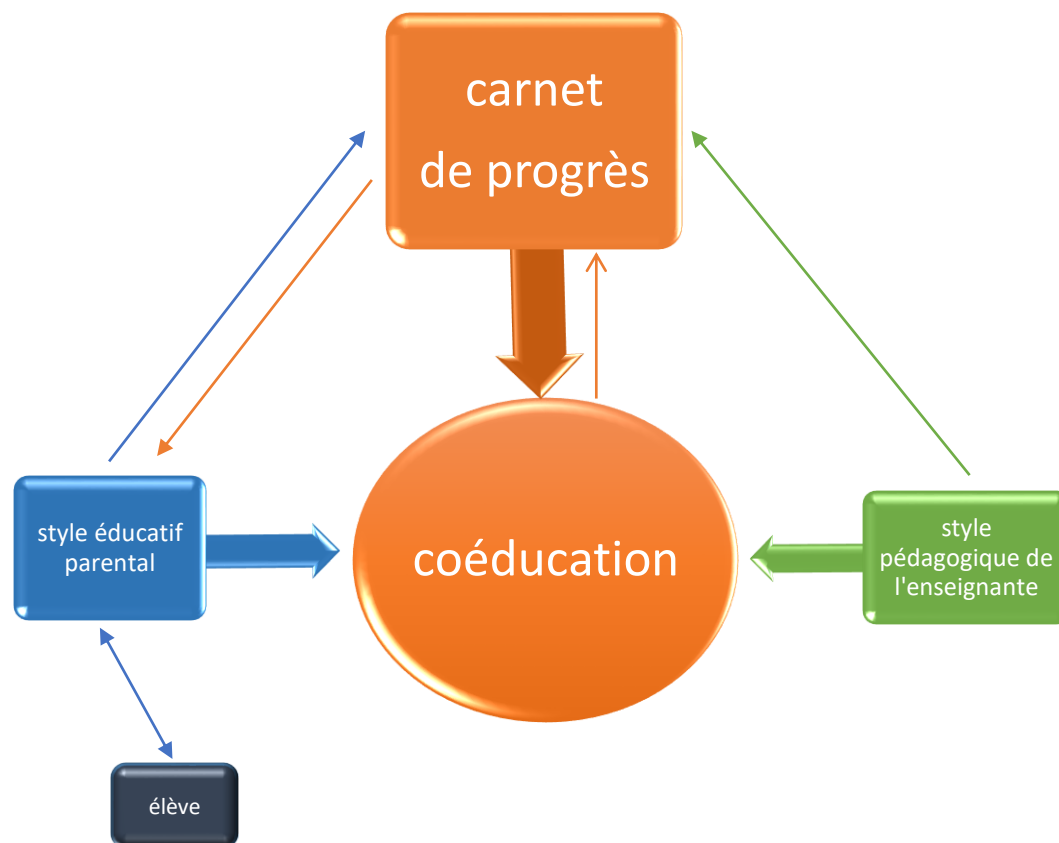 carnet
de progrès
style éducatif
parental
coéducation
style
pédagogique de
l'enseignante
élève